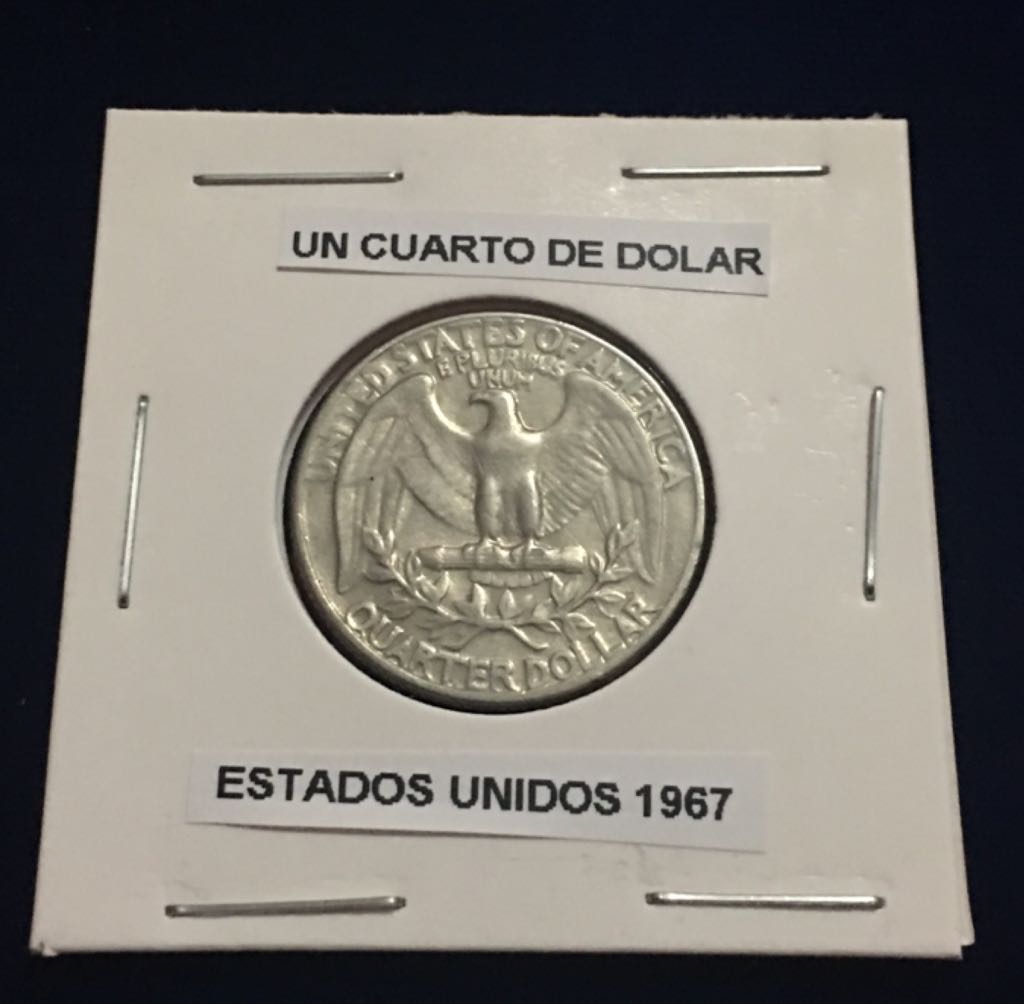 UN CUARTO DE DOLAR
UNITED STATES OF AMERICA
E PLURIBUS
UNUM
QUARTER DOLLAR
ESTADOS UNIDOS 1967